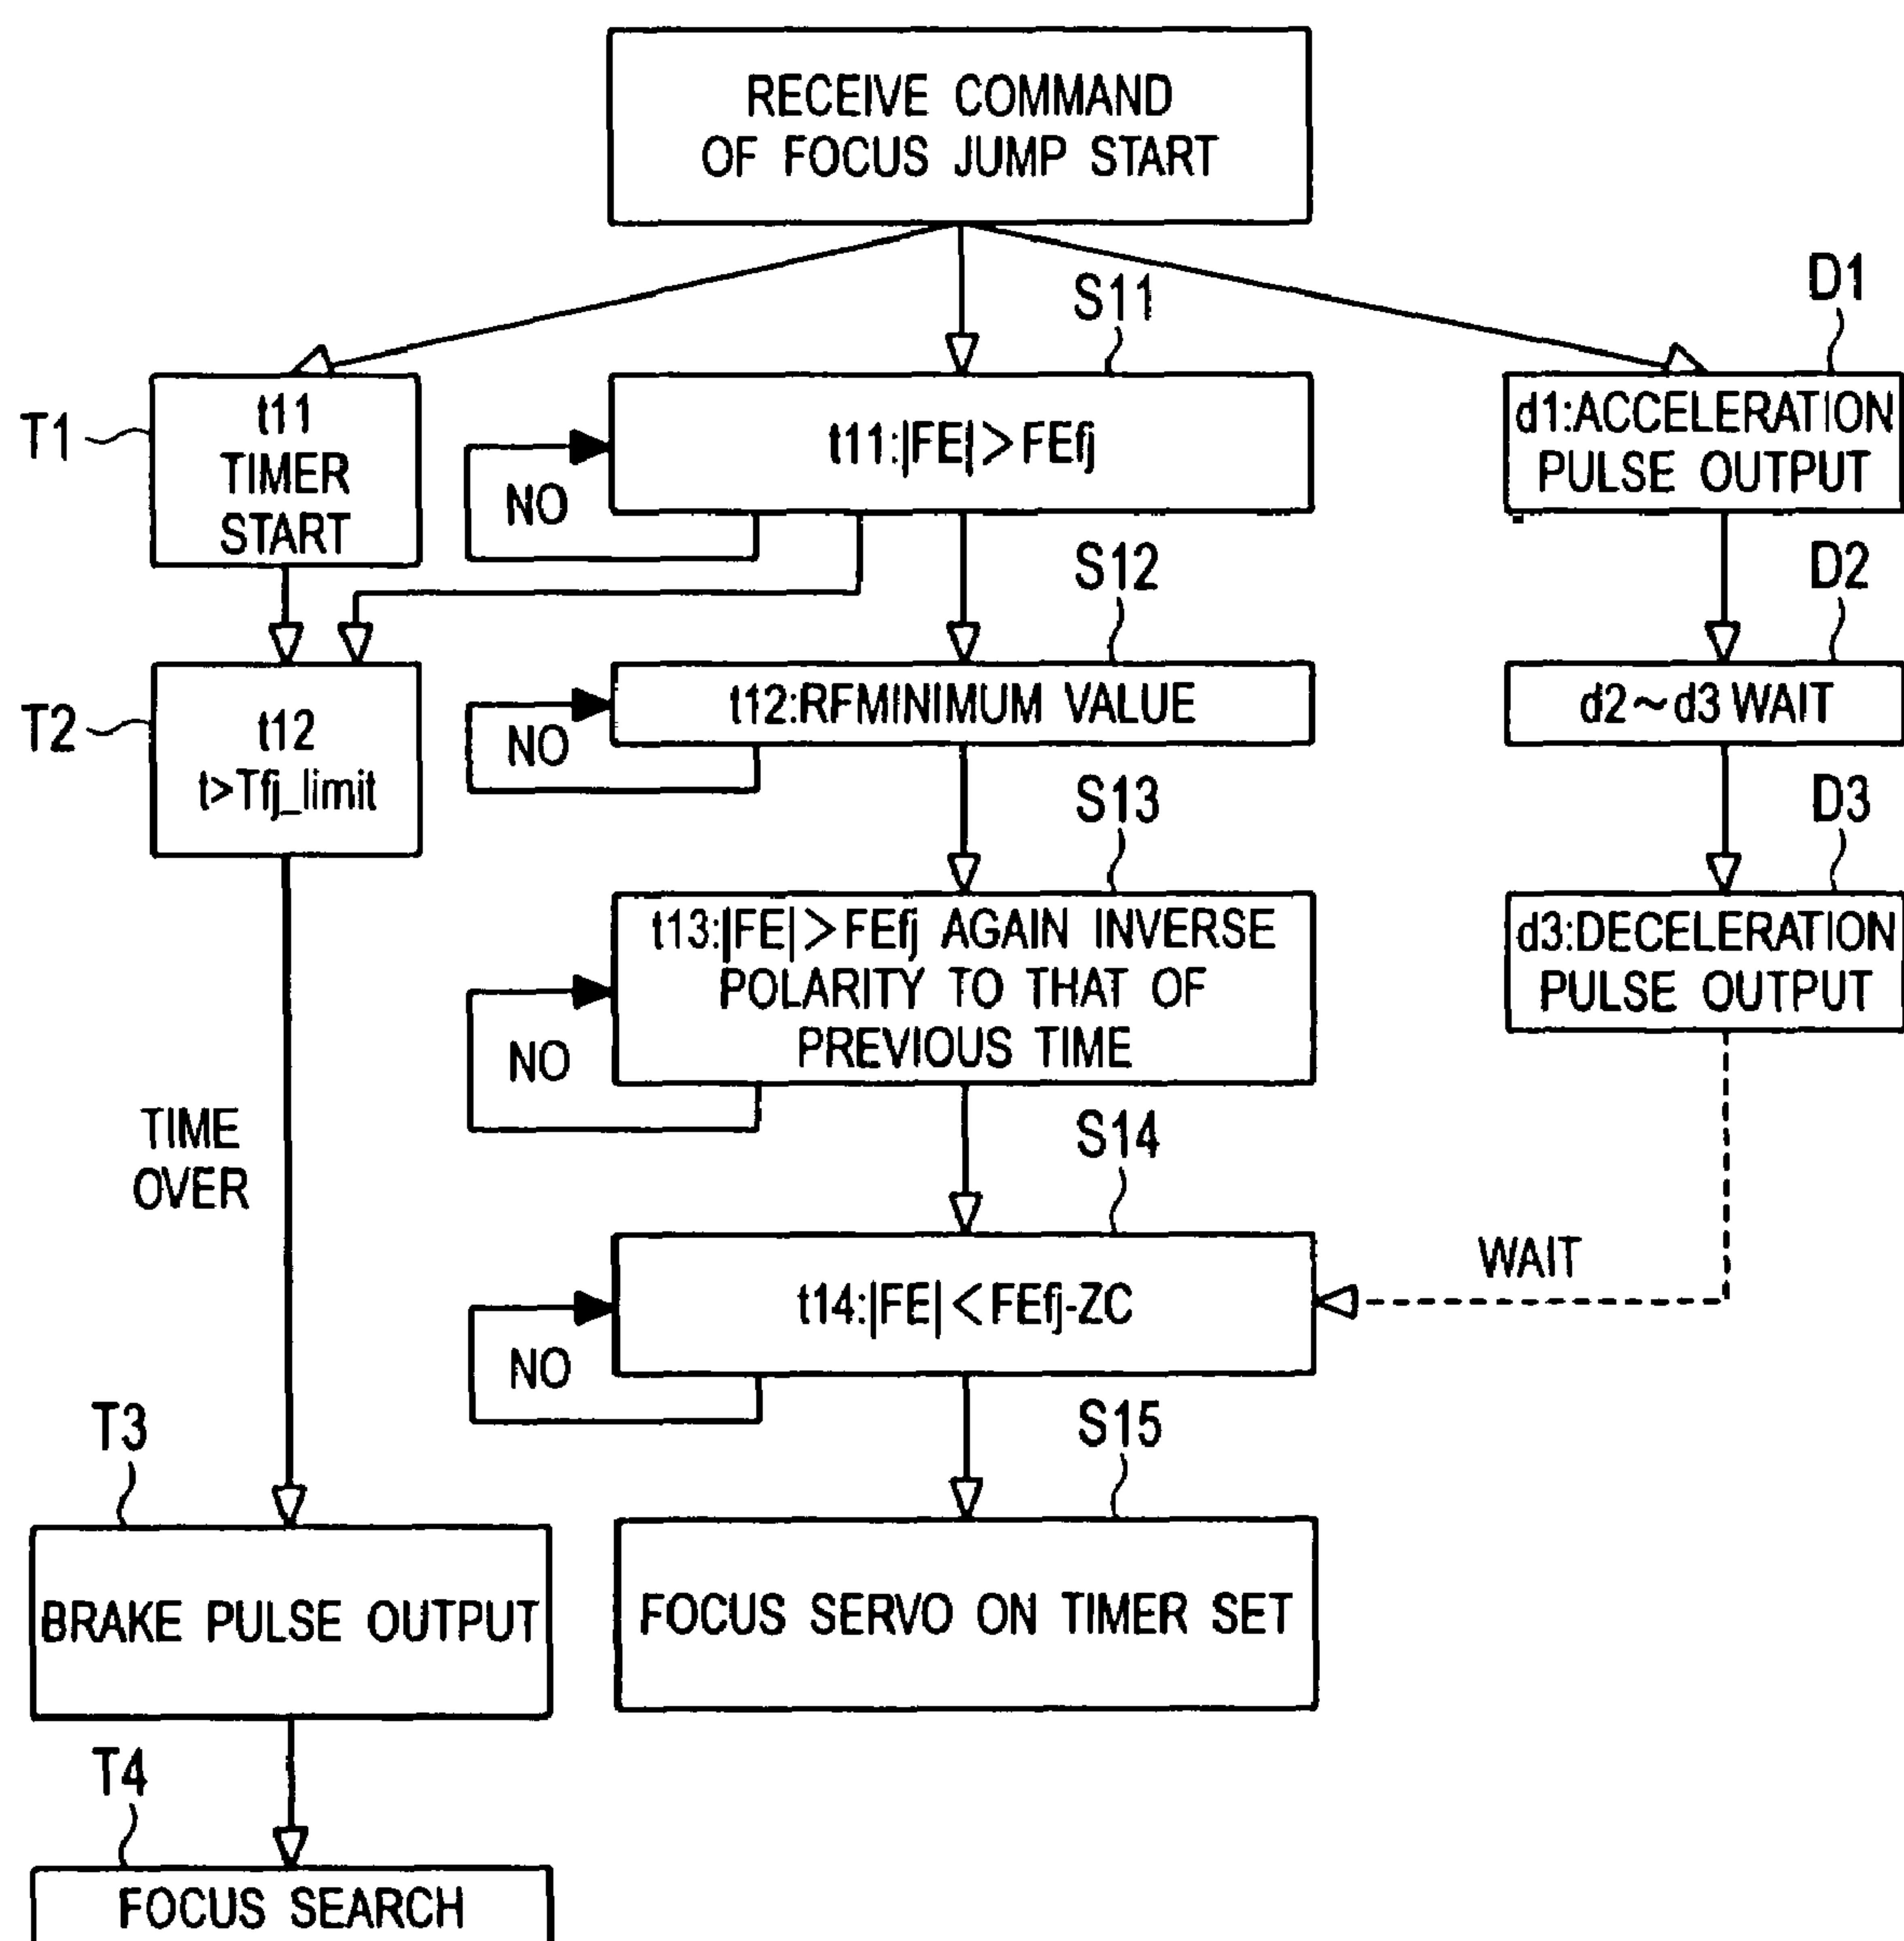 RECEIVE COMMAND
OF FOCUS JUMP START
S11
D1
T1
t11
TIMER
START
t11:|FE|>FEfj
NO
d1:ACCELERATION
PULSE OUTPUT
S12
D2
T2
t12
t>Tfj_limit
t12:RFMINIMUM VALUE
NO
d2~d3 WAIT
S13
D3
t13:|FE|>FEfj AGAIN INVERSE
POLARITY TO THAT OF
PREVIOUS TIME
NO
d3:DECELERATION
PULSE OUTPUT
TIME
OVER
S14
t14:|FE|<FEfj-ZC
NO
WAIT
T3
S15
BRAKE PULSE OUTPUT
FOCUS SERVO ON TIMER SET
T4
FOCUS SEARCH